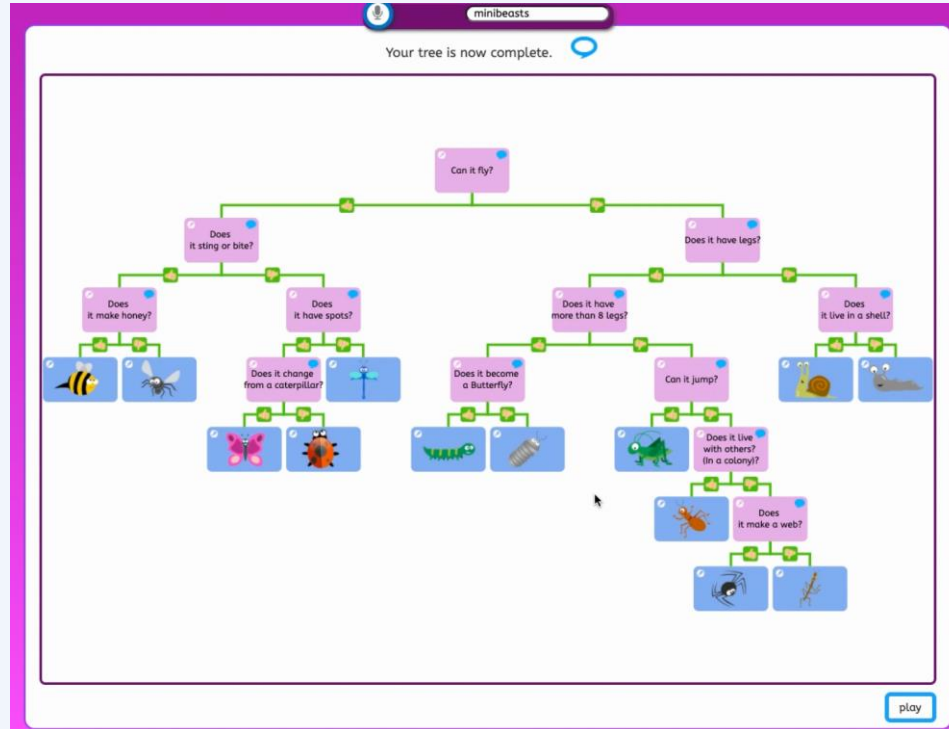 minibeasts
Your tree is now complete.
Can it fly?
Does
it sting or bite?
Does it have legs?
Does
it make honey?
Does
it have spots?
Does it have
more than 8 legs?
Does
it live in a shell?
Does it change
from a caterpillar?
Does it become
a Butterfly?
Can it jump?
Does it live
with others?
(In a colony)?
Does
it make a web?
play